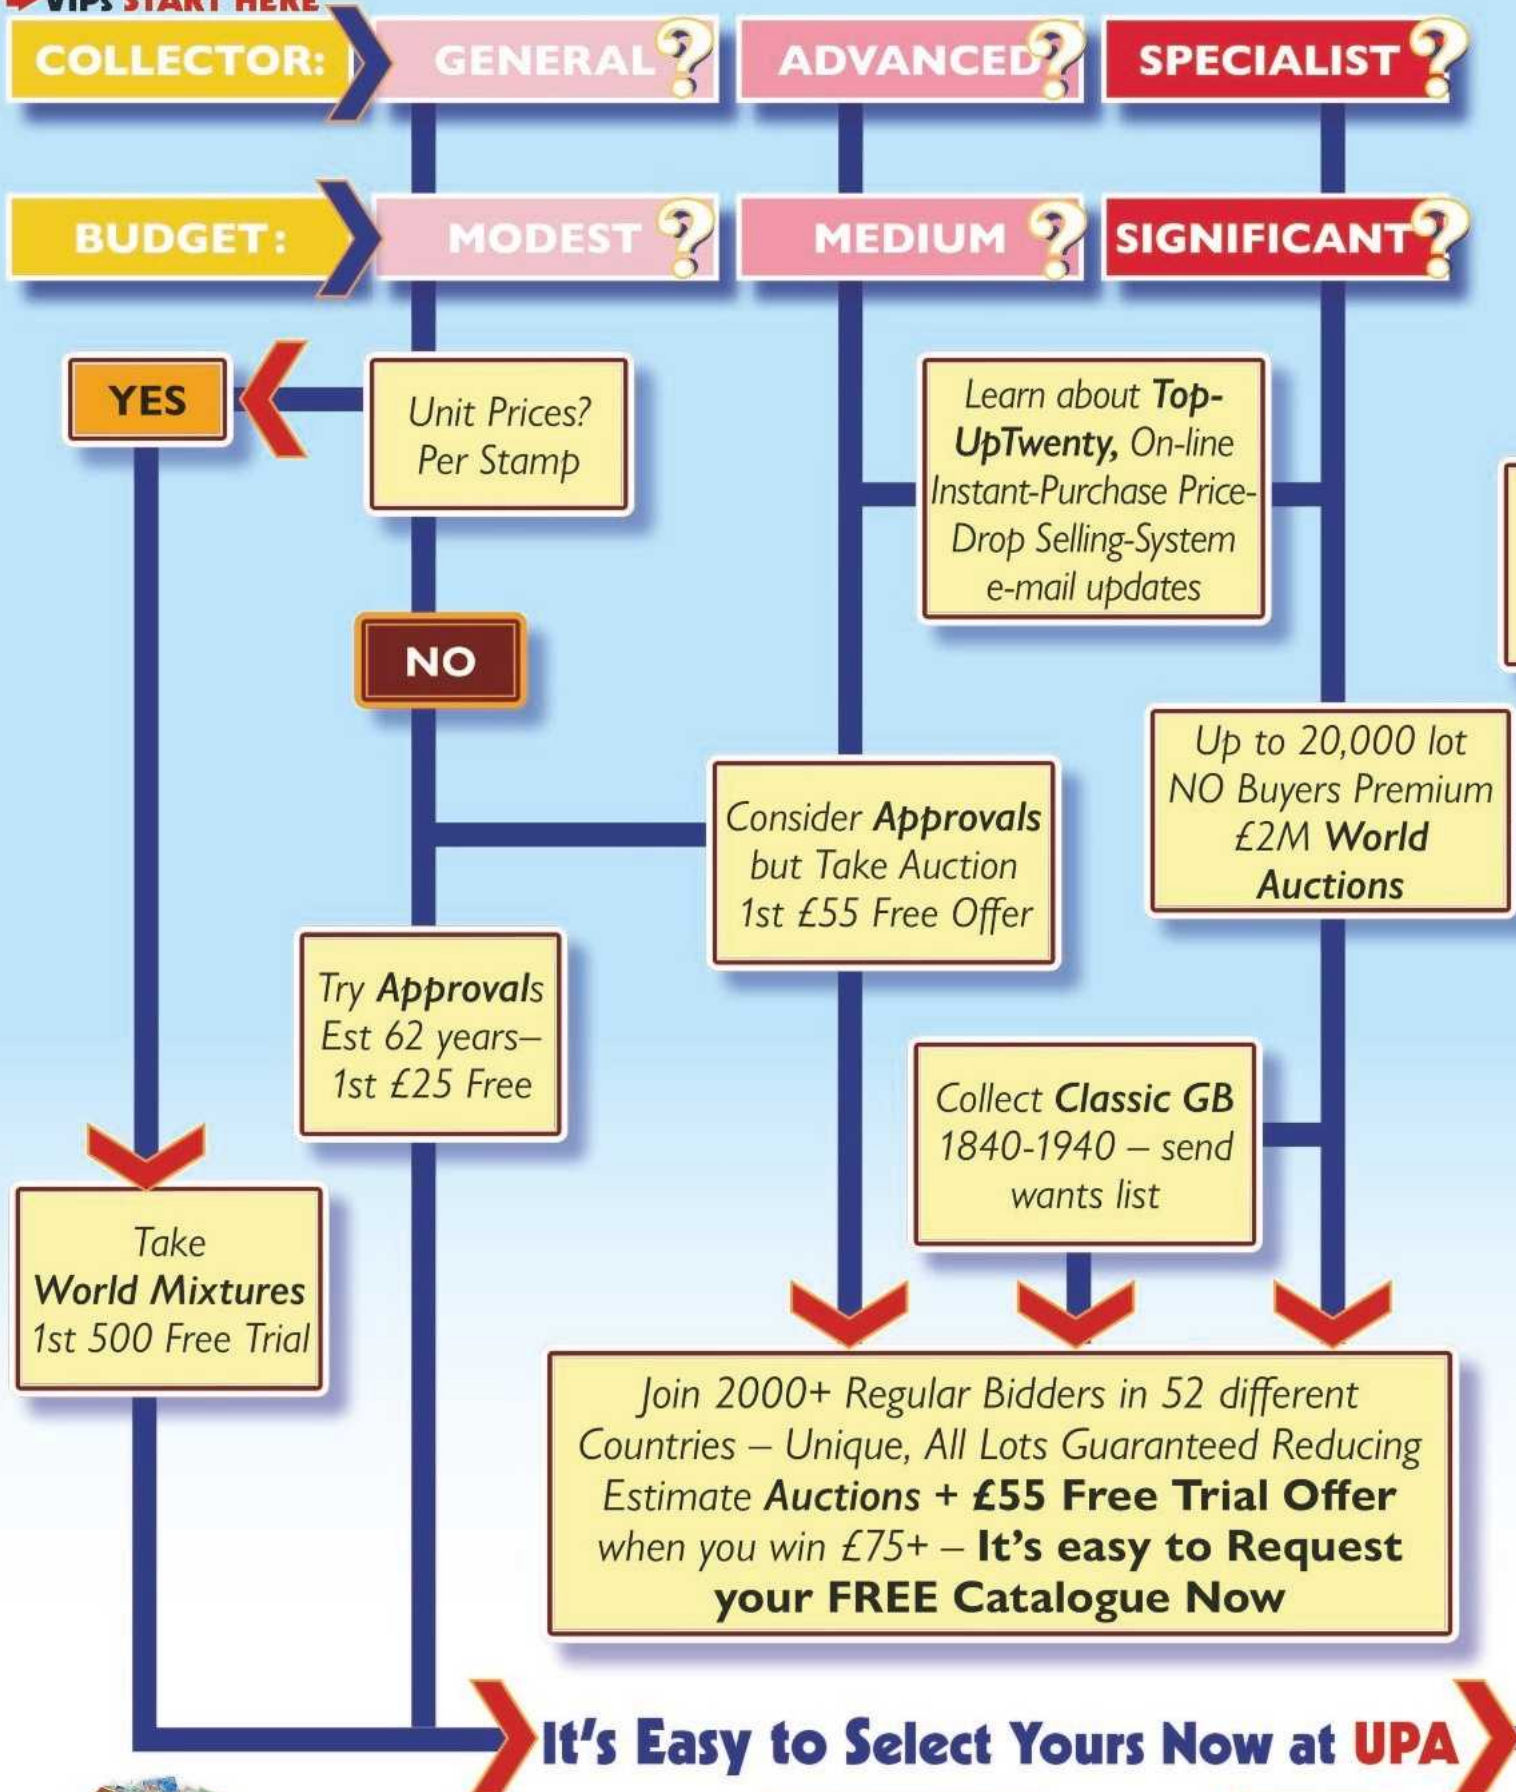 VIPs START HERE
COLLECTOR: GENERAL? ADVANCED? SPECIALIST?
BUDGET: MODEST? MEDIUM? SIGNIFICANT?
YES
Unit Prices?
Per Stamp
Learn about Top-
UpTwenty, On-line
Instant-Purchase Price-
Drop Selling-System
e-mail updates
NO
Up to 20,000 lot
NO Buyers Premium
£2M World
Auctions
Consider Approvals
but Take Auction
1st £55 Free Offer
Try Approvals
Est 62 years–
1st £25 Free
Collect Classic GB
1840-1940 – send
wants list
Take
World Mixtures
1st 500 Free Trial
Join 2000+ Regular Bidders in 52 different
Countries – Unique, All Lots Guaranteed Reducing
Estimate Auctions + £55 Free Trial Offer
when you win £75+ – It's easy to Request
your FREE Catalogue Now
It's Easy to Select Yours Now at UPA